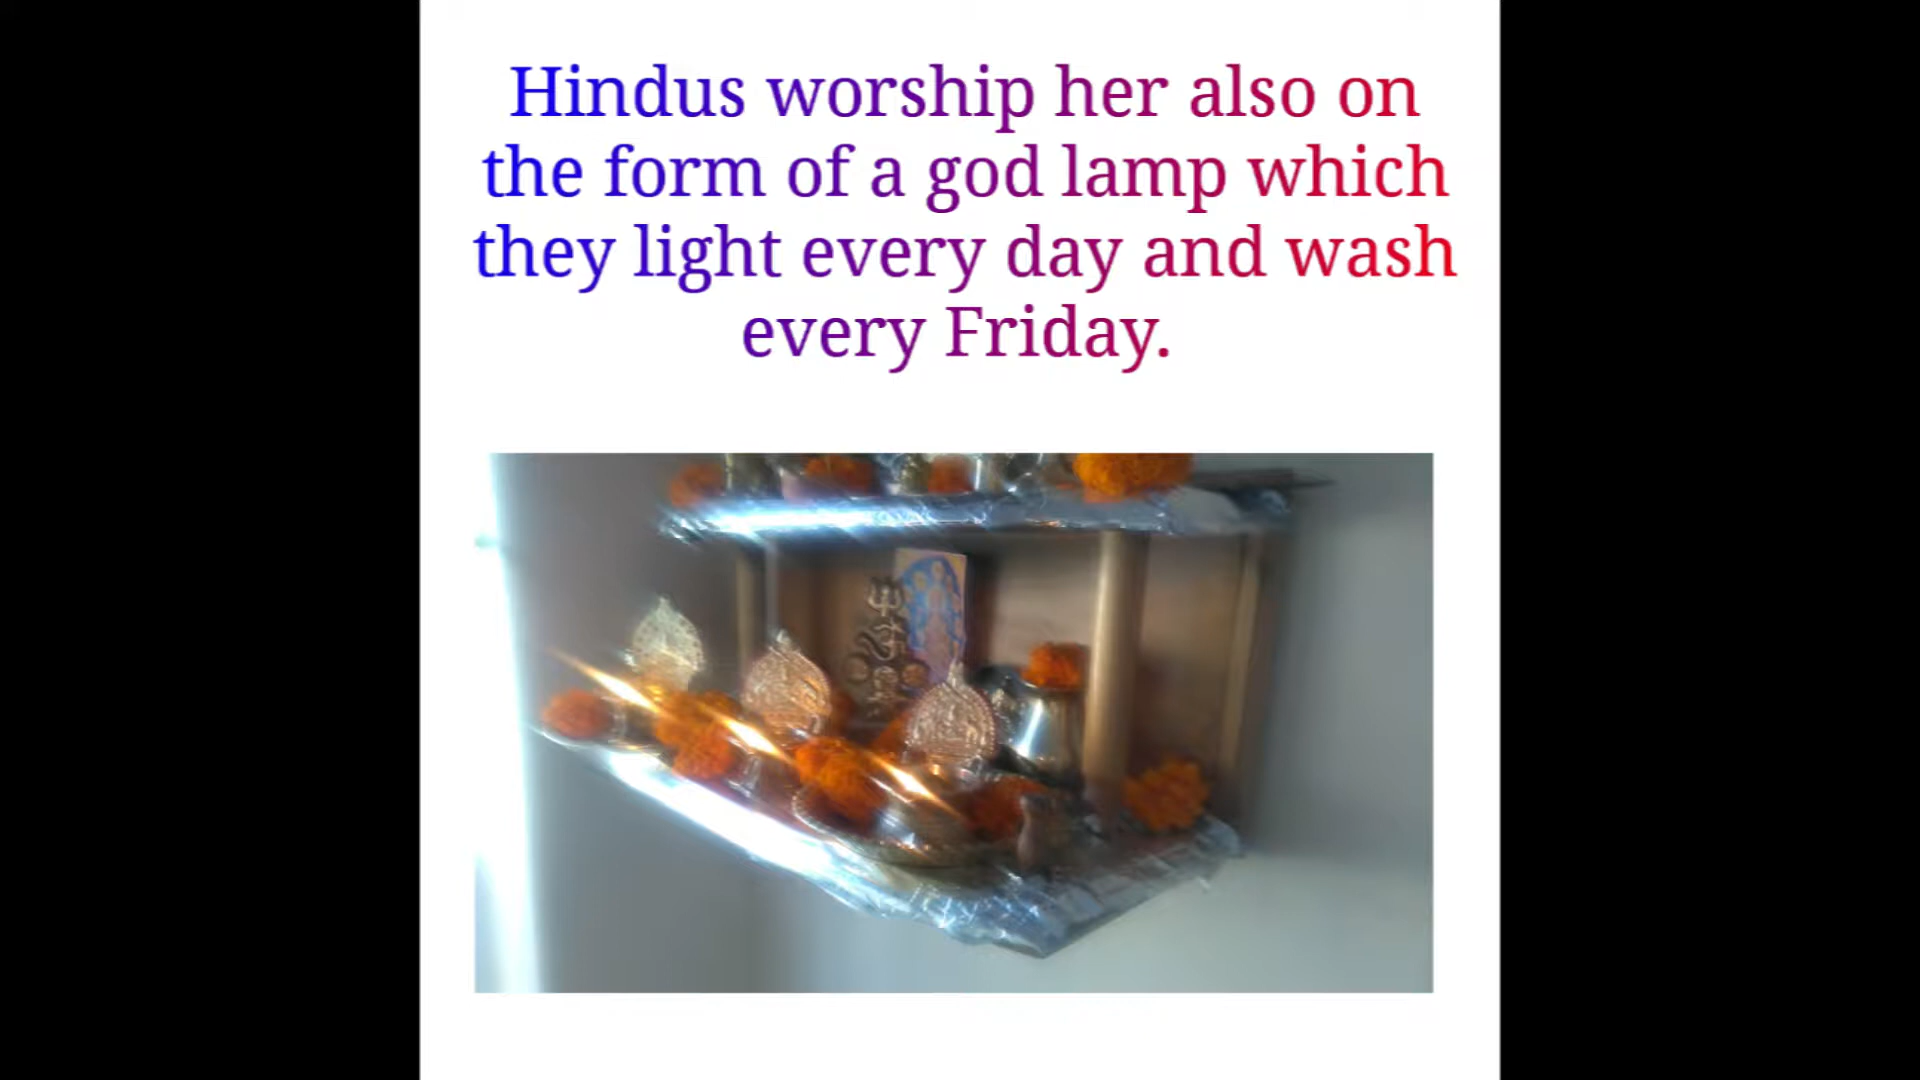 Hindus worship her also on
the form of a god lamp which
they light every day and wash
every Friday.